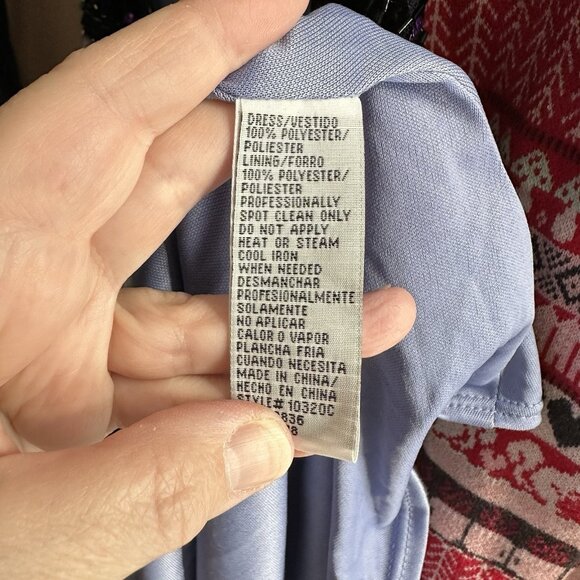 DRESS/VESTIDO
100% POLYESTER/
POLIESTER
LINING/FORRO
100% POLYESTER/
POLIESTER
PROFESSIONALLY
SPOT CLEAN ONLY
DO NOT APPLY
HEAT OR STEAM
COOL IRON
WHEN NEEDED
DESMANCHAR
PROFESIONALMENTE
SOLAMENTE
NO APLICAR
CALOR O VAPOR
PLANCHA FRIA
CUANDO NECESITA
MADE IN CHINA/
HECHO EN CHINA
STYLE# 10320C